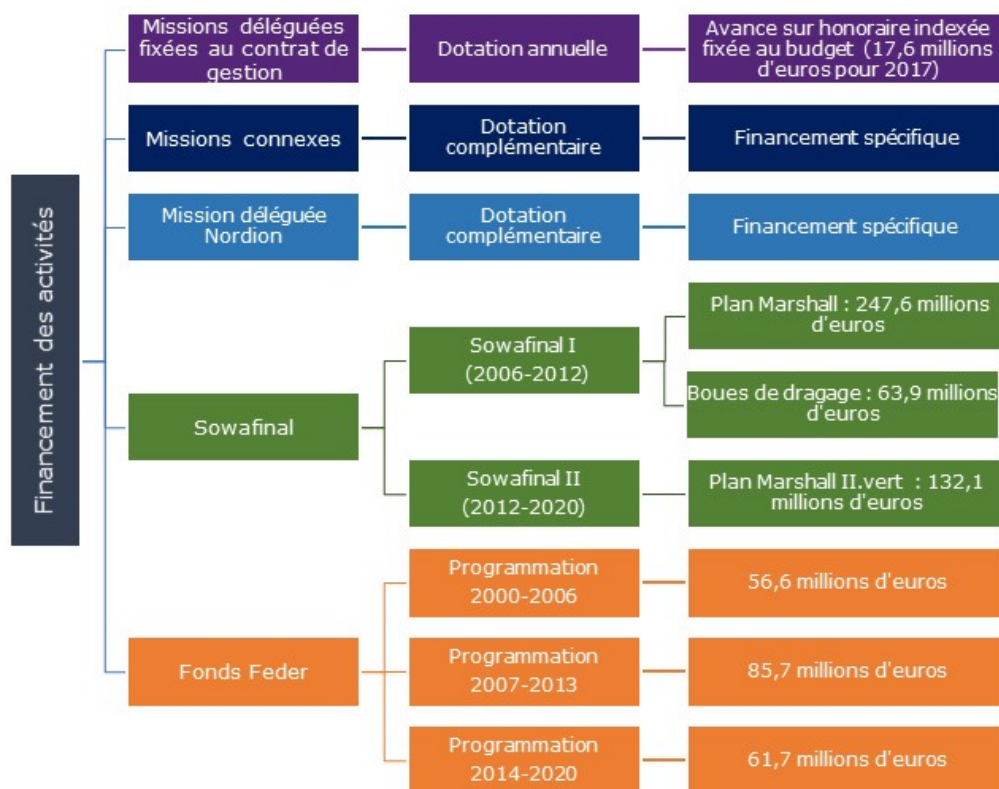 Financement des activités
Missions déléguées
fixées au contrat de
gestion
Dotation annuelle
Avance sur honoraire indexée
fixée au budget (17,6 millions
d'euros pour 2017)
Missions connexes
Dotation
complémentaire
Financement spécifique
Mission déléguée
Nordion
Dotation
complémentaire
Financement spécifique
Sowafinal
Sowafinal I
(2006-2012)
Plan Marshall : 247,6 millions
d'euros
Boues de dragage : 63,9 millions
d'euros
Sowafinal II
(2012-2020)
Plan Marshall II.vert : 132,1
millions d'euros
Fonds Feder
Programmation
2000-2006
56,6 millions d'euros
Programmation
2007-2013
85,7 millions d'euros
Programmation
2014-2020
61,7 millions d'euros